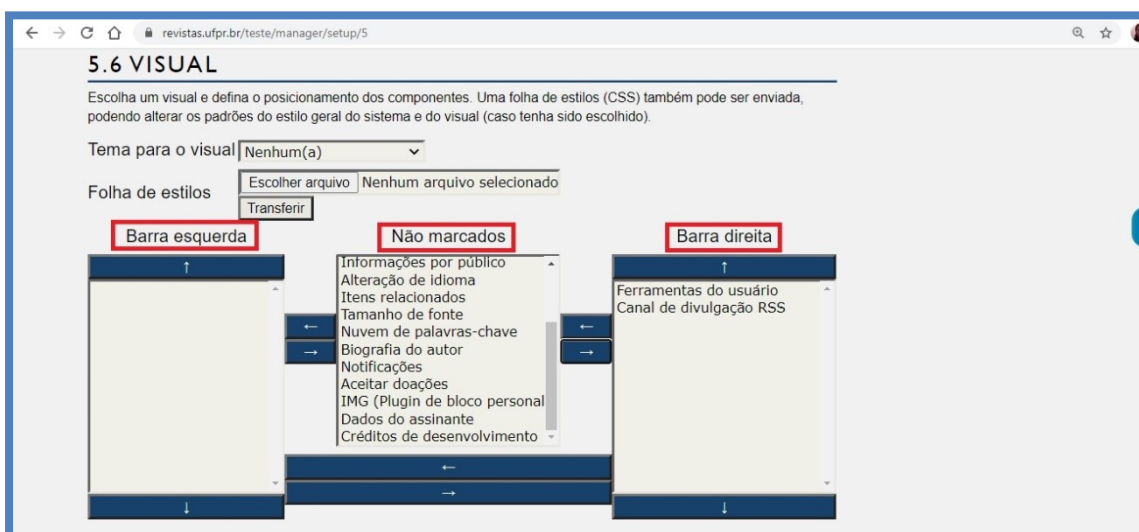 revistas.ufpr.br/teste/manager/setup/5
5.6 VISUAL
Escolha um visual e defina o posicionamento dos componentes. Uma folha de estilos (CSS) também pode ser enviada,
podendo alterar os padrões do estilo geral do sistema e do visual (caso tenha sido escolhido).
Tema para o visual Nenhum(a)
Folha de estilos Escolher arquivo Nenhum arquivo selecionado
Transferir
Barra esquerda Não marcados Barra direita
Informações por público
Alteração de idioma
Itens relacionados
Tamanho de fonte
Nuvem de palavras-chave
Biografia do autor
Notificações
Aceitar doações
IMG (Plugin de bloco personal
Dados do assinante
Créditos de desenvolvimento
Ferramentas do usuário
Canal de divulgação RSS